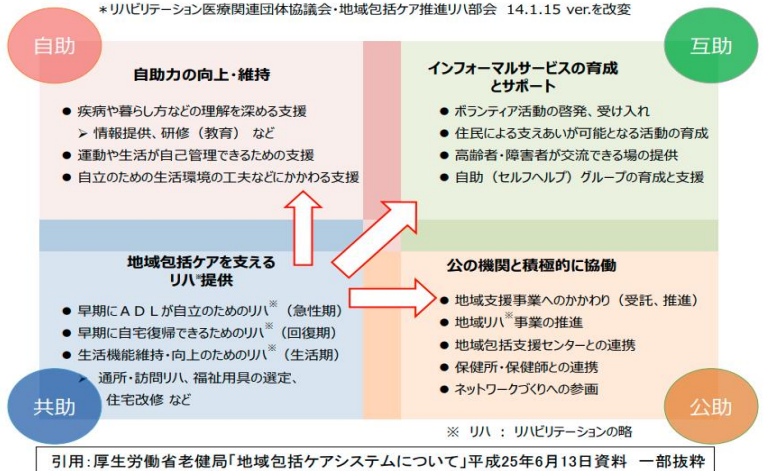 *リハビリテーション医療関連団体協議会・地域包括ケア推進リハ部会 14.1.15 ver.を改変
自助
自助力の向上・維持
● 疾病や暮らし方などの理解を深める支援
➢ 情報提供、研修（教育）など
● 運動や生活が自己管理できるための支援
● 自立のための生活環境の工夫などにかかわる支援
互助
インフォーマルサービスの育成
とサポート
● ボランティア活動の啓発、受け入れ
● 住民による支えあいが可能となる活動の育成
● 高齢者・障害者が交流できる場の提供
● 自助（セルフヘルプ）グループの育成と支援
地域包括ケアを支える
リハ※提供
● 早期にＡＤＬが自立のためのリハ※（急性期）
● 早期に自宅復帰できるためのリハ※（回復期）
● 生活機能維持・向上のためのリハ※（生活期）
➢ 通所・訪問リハ、福祉用具の選定、
住宅改修 など
共助
公の機関と積極的に協働
● 地域支援事業へのかかわり（受託、推進）
● 地域リハ※事業の推進
● 地域包括支援センターとの連携
● 保健所・保健師との連携
● ネットワークづくりへの参画
公助
※ リハ ： リハビリテーションの略
引用：厚生労働省老健局「地域包括ケアシステムについて」平成25年6月13日資料 一部抜粋